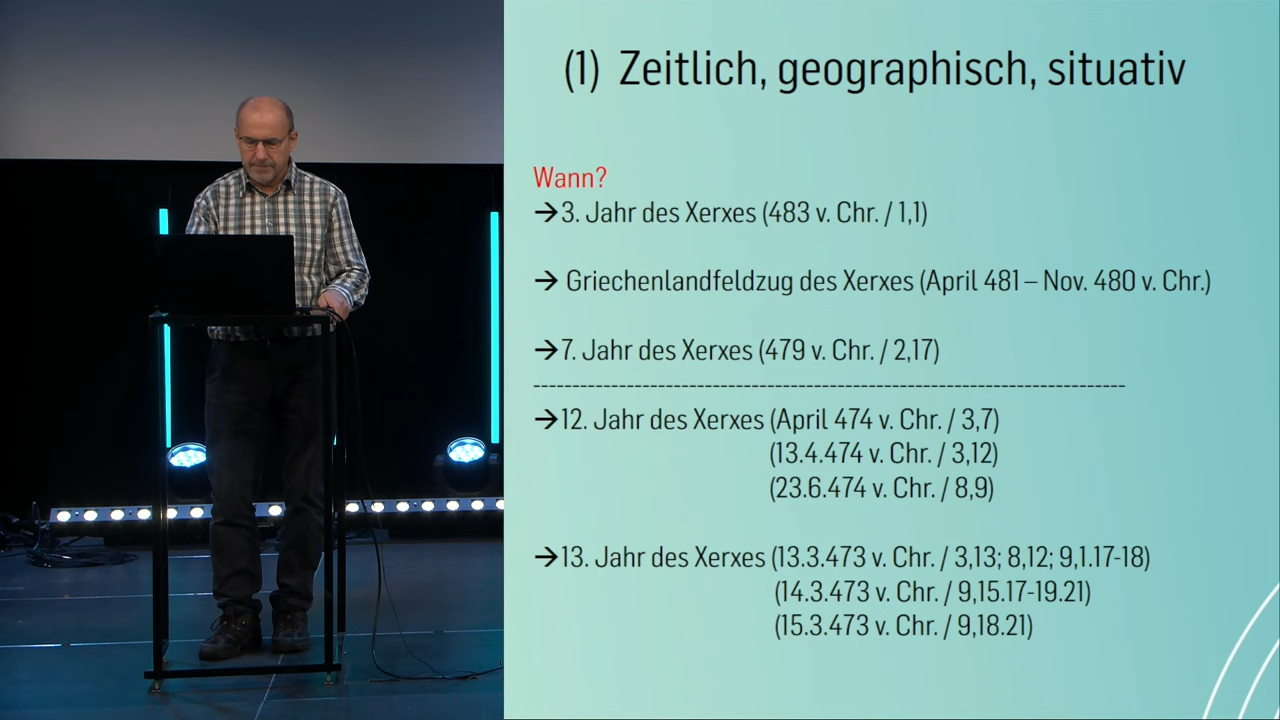 (1) Zeitlich, geographisch, situativ
Wann?
→3. Jahr des Xerxes (483 v. Chr. / 1,1)
→ Griechenlandfeldzug des Xerxes (April 481 – Nov. 480 v. Chr.)
→7. Jahr des Xerxes (479 v. Chr. / 2,17)
-----------------------------------------------------------------------------
→12. Jahr des Xerxes (April 474 v. Chr. / 3,7)
(13.4.474 v. Chr. / 3,12)
(23.6.474 v. Chr. / 8,9)
→13. Jahr des Xerxes (13.3.473 v. Chr. / 3,13; 8,12; 9,1.17-18)
(14.3.473 v. Chr. / 9,15.17-19.21)
(15.3.473 v. Chr. / 9,18.21)